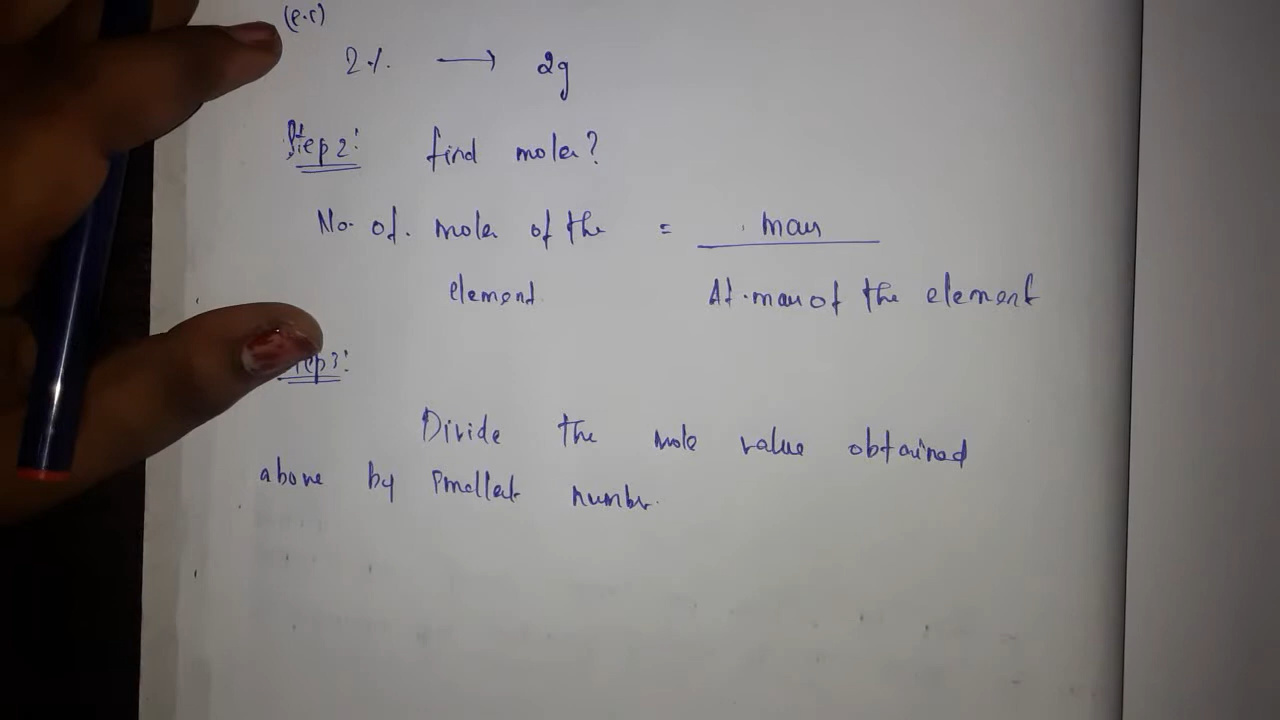 (e.g)
2% → 2g
Step 2: find moles?
No. of. moles of the = mass
element At. mass of the element
Step 3:
Divide the mole value obtained
above by smallest number.